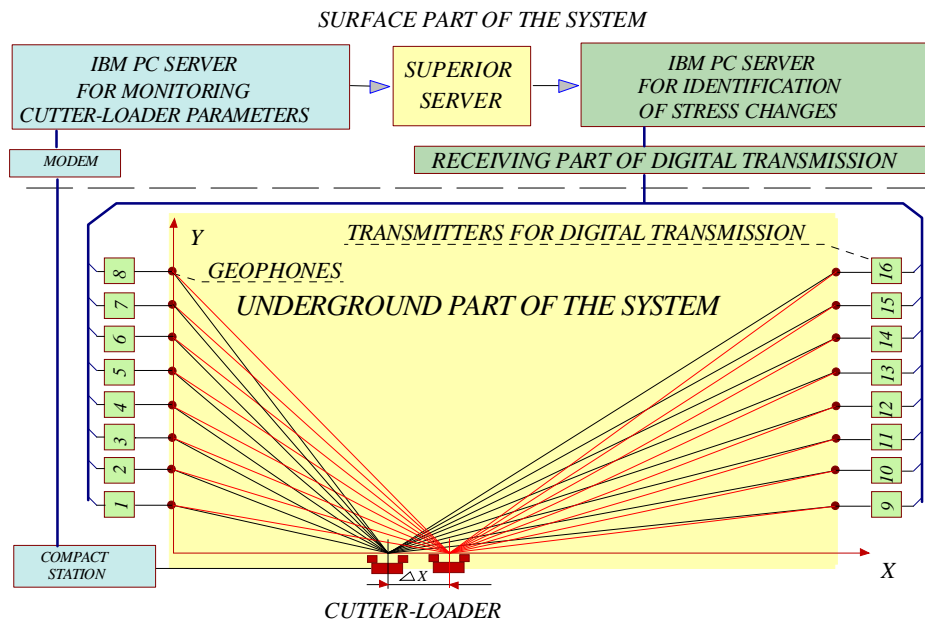 SURFACE PART OF THE SYSTEM
IBM PC SERVER
FOR MONITORING
CUTTER-LOADER PARAMETERS
SUPERIOR
SERVER
IBM PC SERVER
FOR IDENTIFICATION
OF STRESS CHANGES
MODEM
RECEIVING PART OF DIGITAL TRANSMISSION
Y
TRANSMITTERS FOR DIGITAL TRANSMISSION
GEOPHONES
UNDERGROUND PART OF THE SYSTEM
8
7
6
5
4
3
2
1
16
15
14
13
12
11
10
9
COMPACT
STATION
△X
X
CUTTER-LOADER